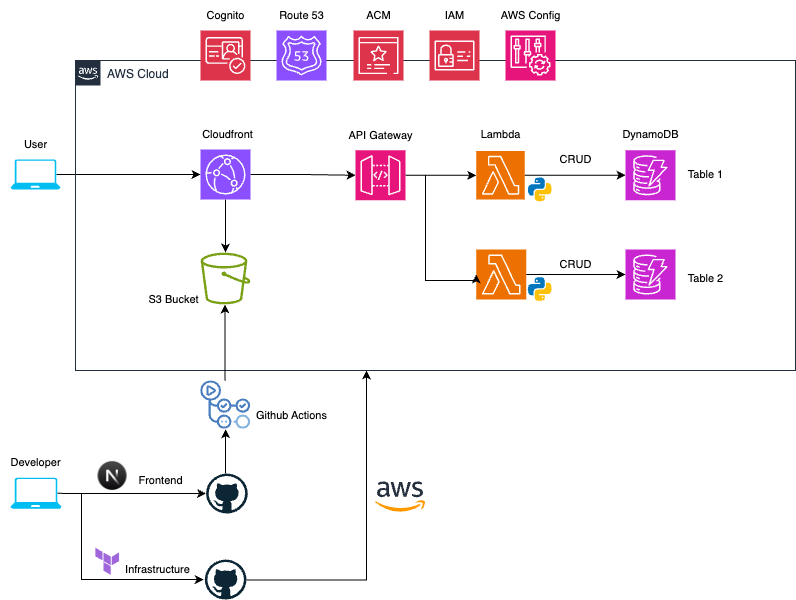 Cognito
Route 53
ACM
IAM
AWS Config
53
aws
AWS Cloud
User
Cloudfront
API Gateway
Lambda
DynamoDB
</>
CRUD
Table 1
S3 Bucket
CRUD
Table 2
Github Actions
Developer
N
Frontend
aws
Infrastructure